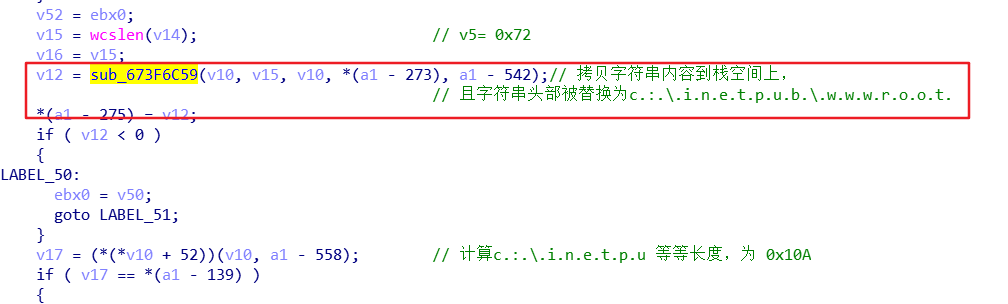 v52 = ebx0;
v15 = wcslen(v14); // v5= 0x72
v16 = v15;
v12 = sub_673F6C59(v10, v15, v10, *(a1 - 273), a1 - 542);// 拷贝字符串内容到栈空间上，
// 且字符串头部被替换为c.:.\.i.n.e.t.p.u.b.\.w.w.w.r.o.o.t.
*(a1 - 275) = v12;
if ( v12 < 0 )
{
LABEL_50:
ebx0 = v50;
goto LABEL_51;
}
v17 = (*(*v10 + 52))(v10, a1 - 558); // 计算c.:.\.i.n.e.t.p.u 等等长度，为 0x10A
if ( v17 == *(a1 - 139) )
{